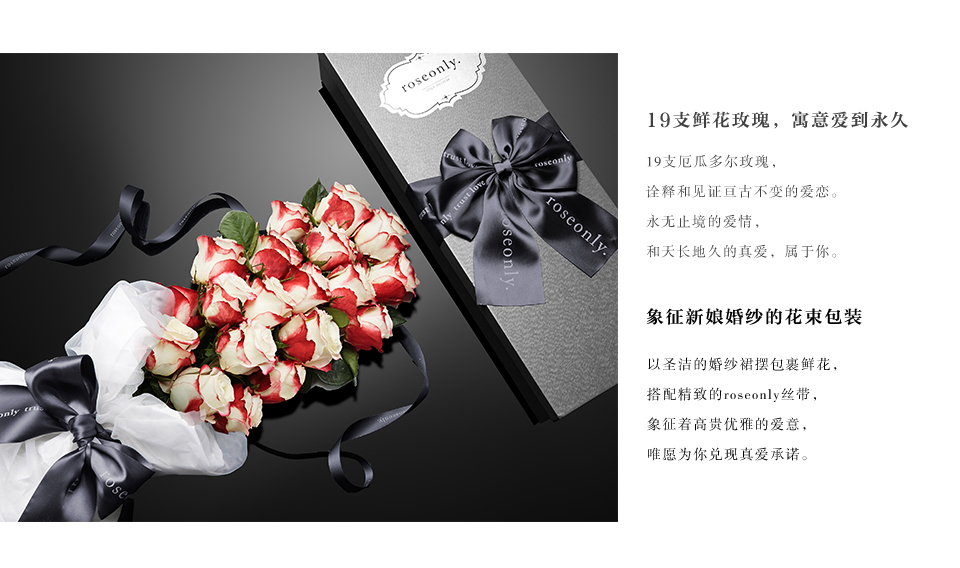 roseonly.
trust love
roseonly
only trust love
roseonly.
roseonly.
roseonly
only trust
roseo
19支鲜花玫瑰，寓意爱到永久
19支厄瓜多尔玫瑰，
诠释和见证亘古不变的爱恋。
永无止境的爱情，
和天长地久的真爱，属于你。
象征新娘婚纱的花束包装
以圣洁的婚纱裙摆包裹鲜花，
搭配精致的roseonly丝带，
象征着高贵优雅的爱意，
唯愿为你兑现真爱承诺。